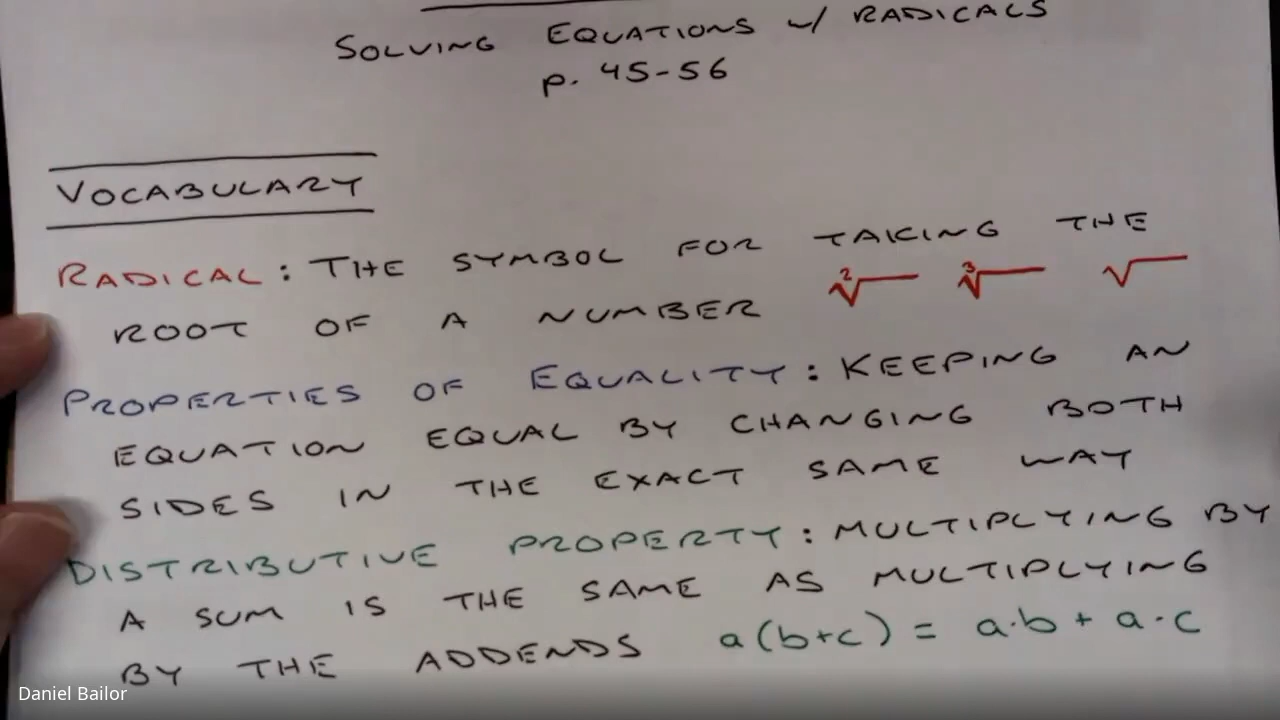 SOLVING EQUATIONS w/ RADICALS
p. 45-56
VOCABULARY
RADICAL: THE SYMBOL FOR TAKING THE
ROOT OF A NUMBER ²√ ³√ √
PROPERTIES OF EQUALITY: KEEPING AN
EQUATION EQUAL BY CHANGING BOTH
SIDES IN THE EXACT SAME WAY
DISTRIBUTIVE PROPERTY: MULTIPLYING BY
A SUM IS THE SAME AS MULTIPLYING
BY THE ADDENDS a(b+c) = a·b + a·c
Daniel Bailor